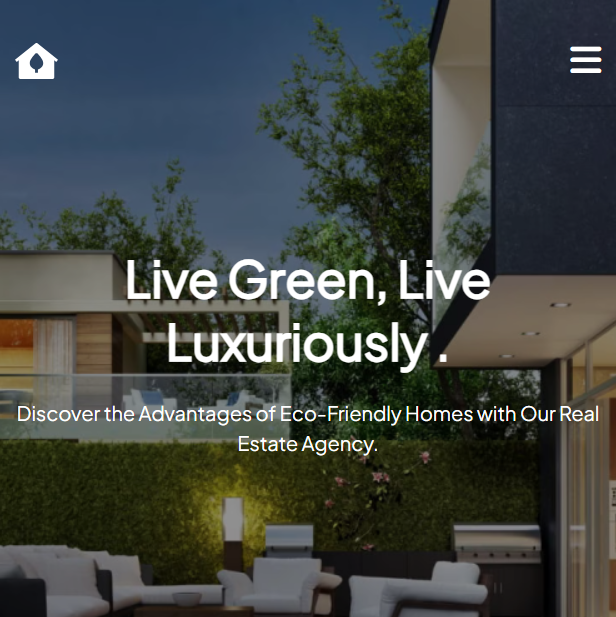 Live Green, Live
Luxuriously .
Discover the Advantages of Eco-Friendly Homes with Our Real
Estate Agency.